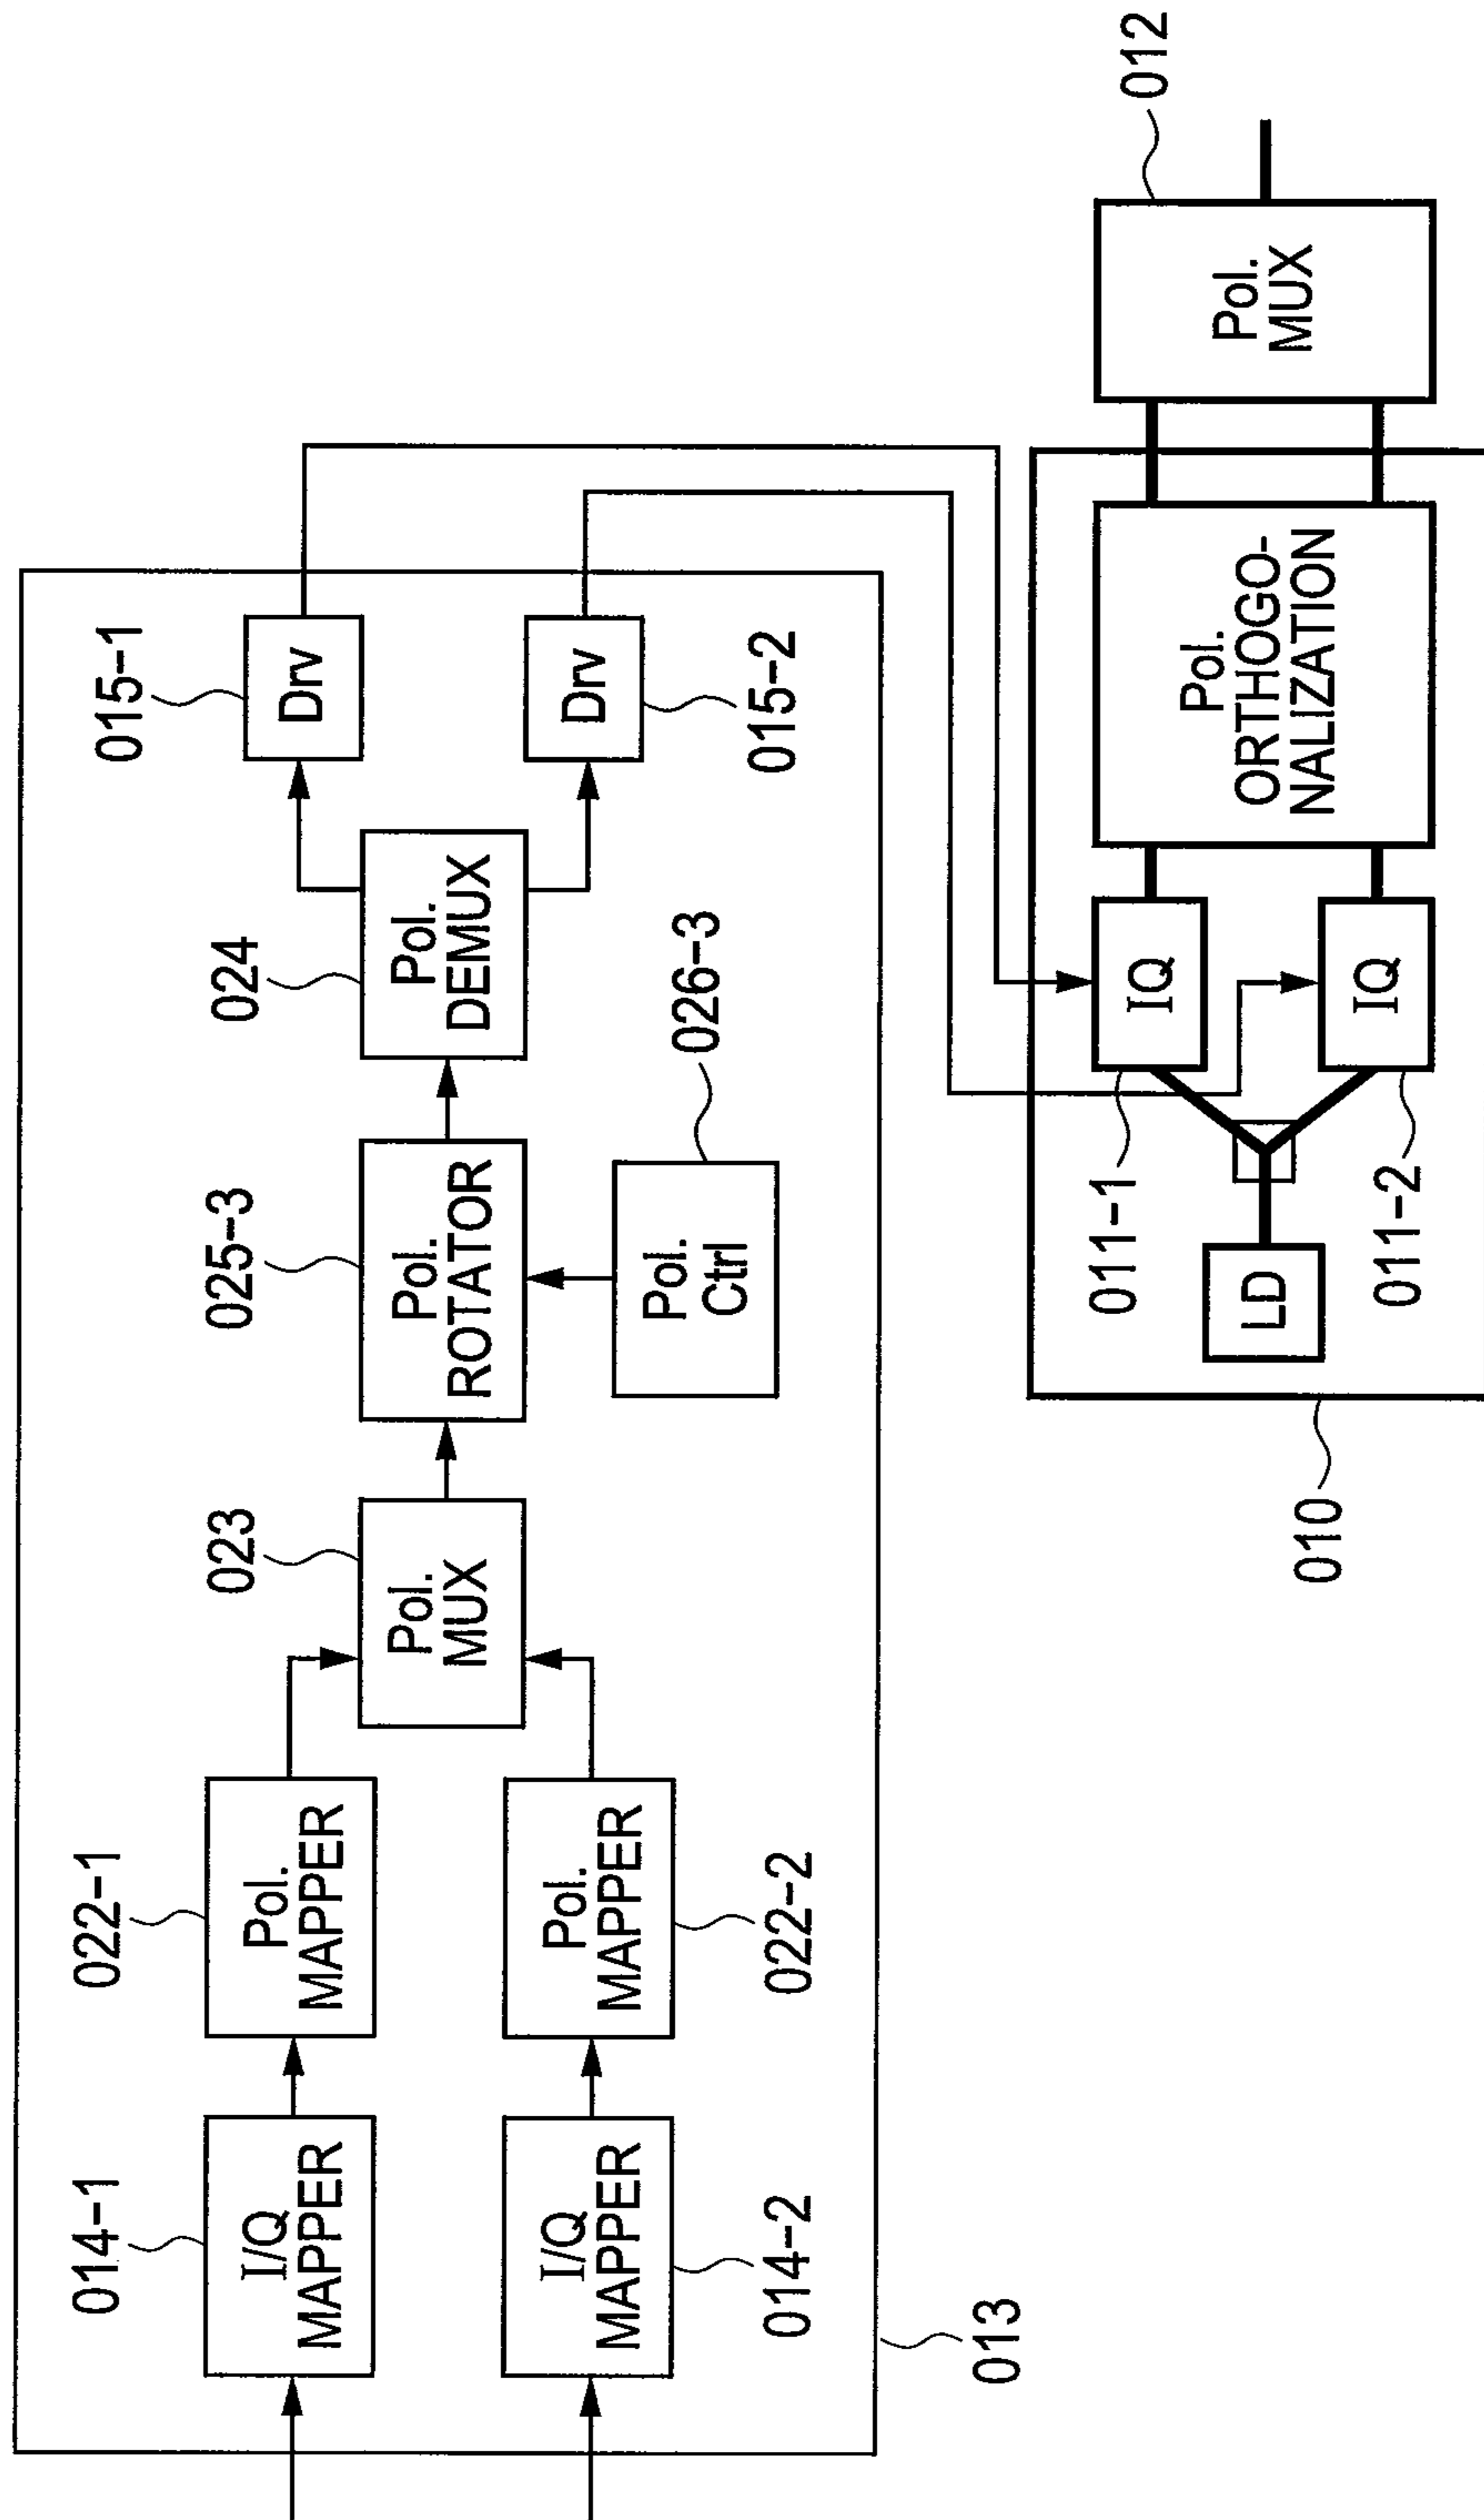 014-1
I/Q
MAPPER
022-1
Pol.
MAPPER
014-2
I/Q
MAPPER
022-2
Pol.
MAPPER
023
Pol.
MUX
025-3
Pol.
ROTATOR
026-3
Pol.
Ctrl
024
Pol.
DEMUX
015-1
Drv
015-2
Drv
013
010
LD
011-1
IQ
011-2
IQ
Pol.
ORTHOGO-
NALIZATION
012
Pol.
MUX